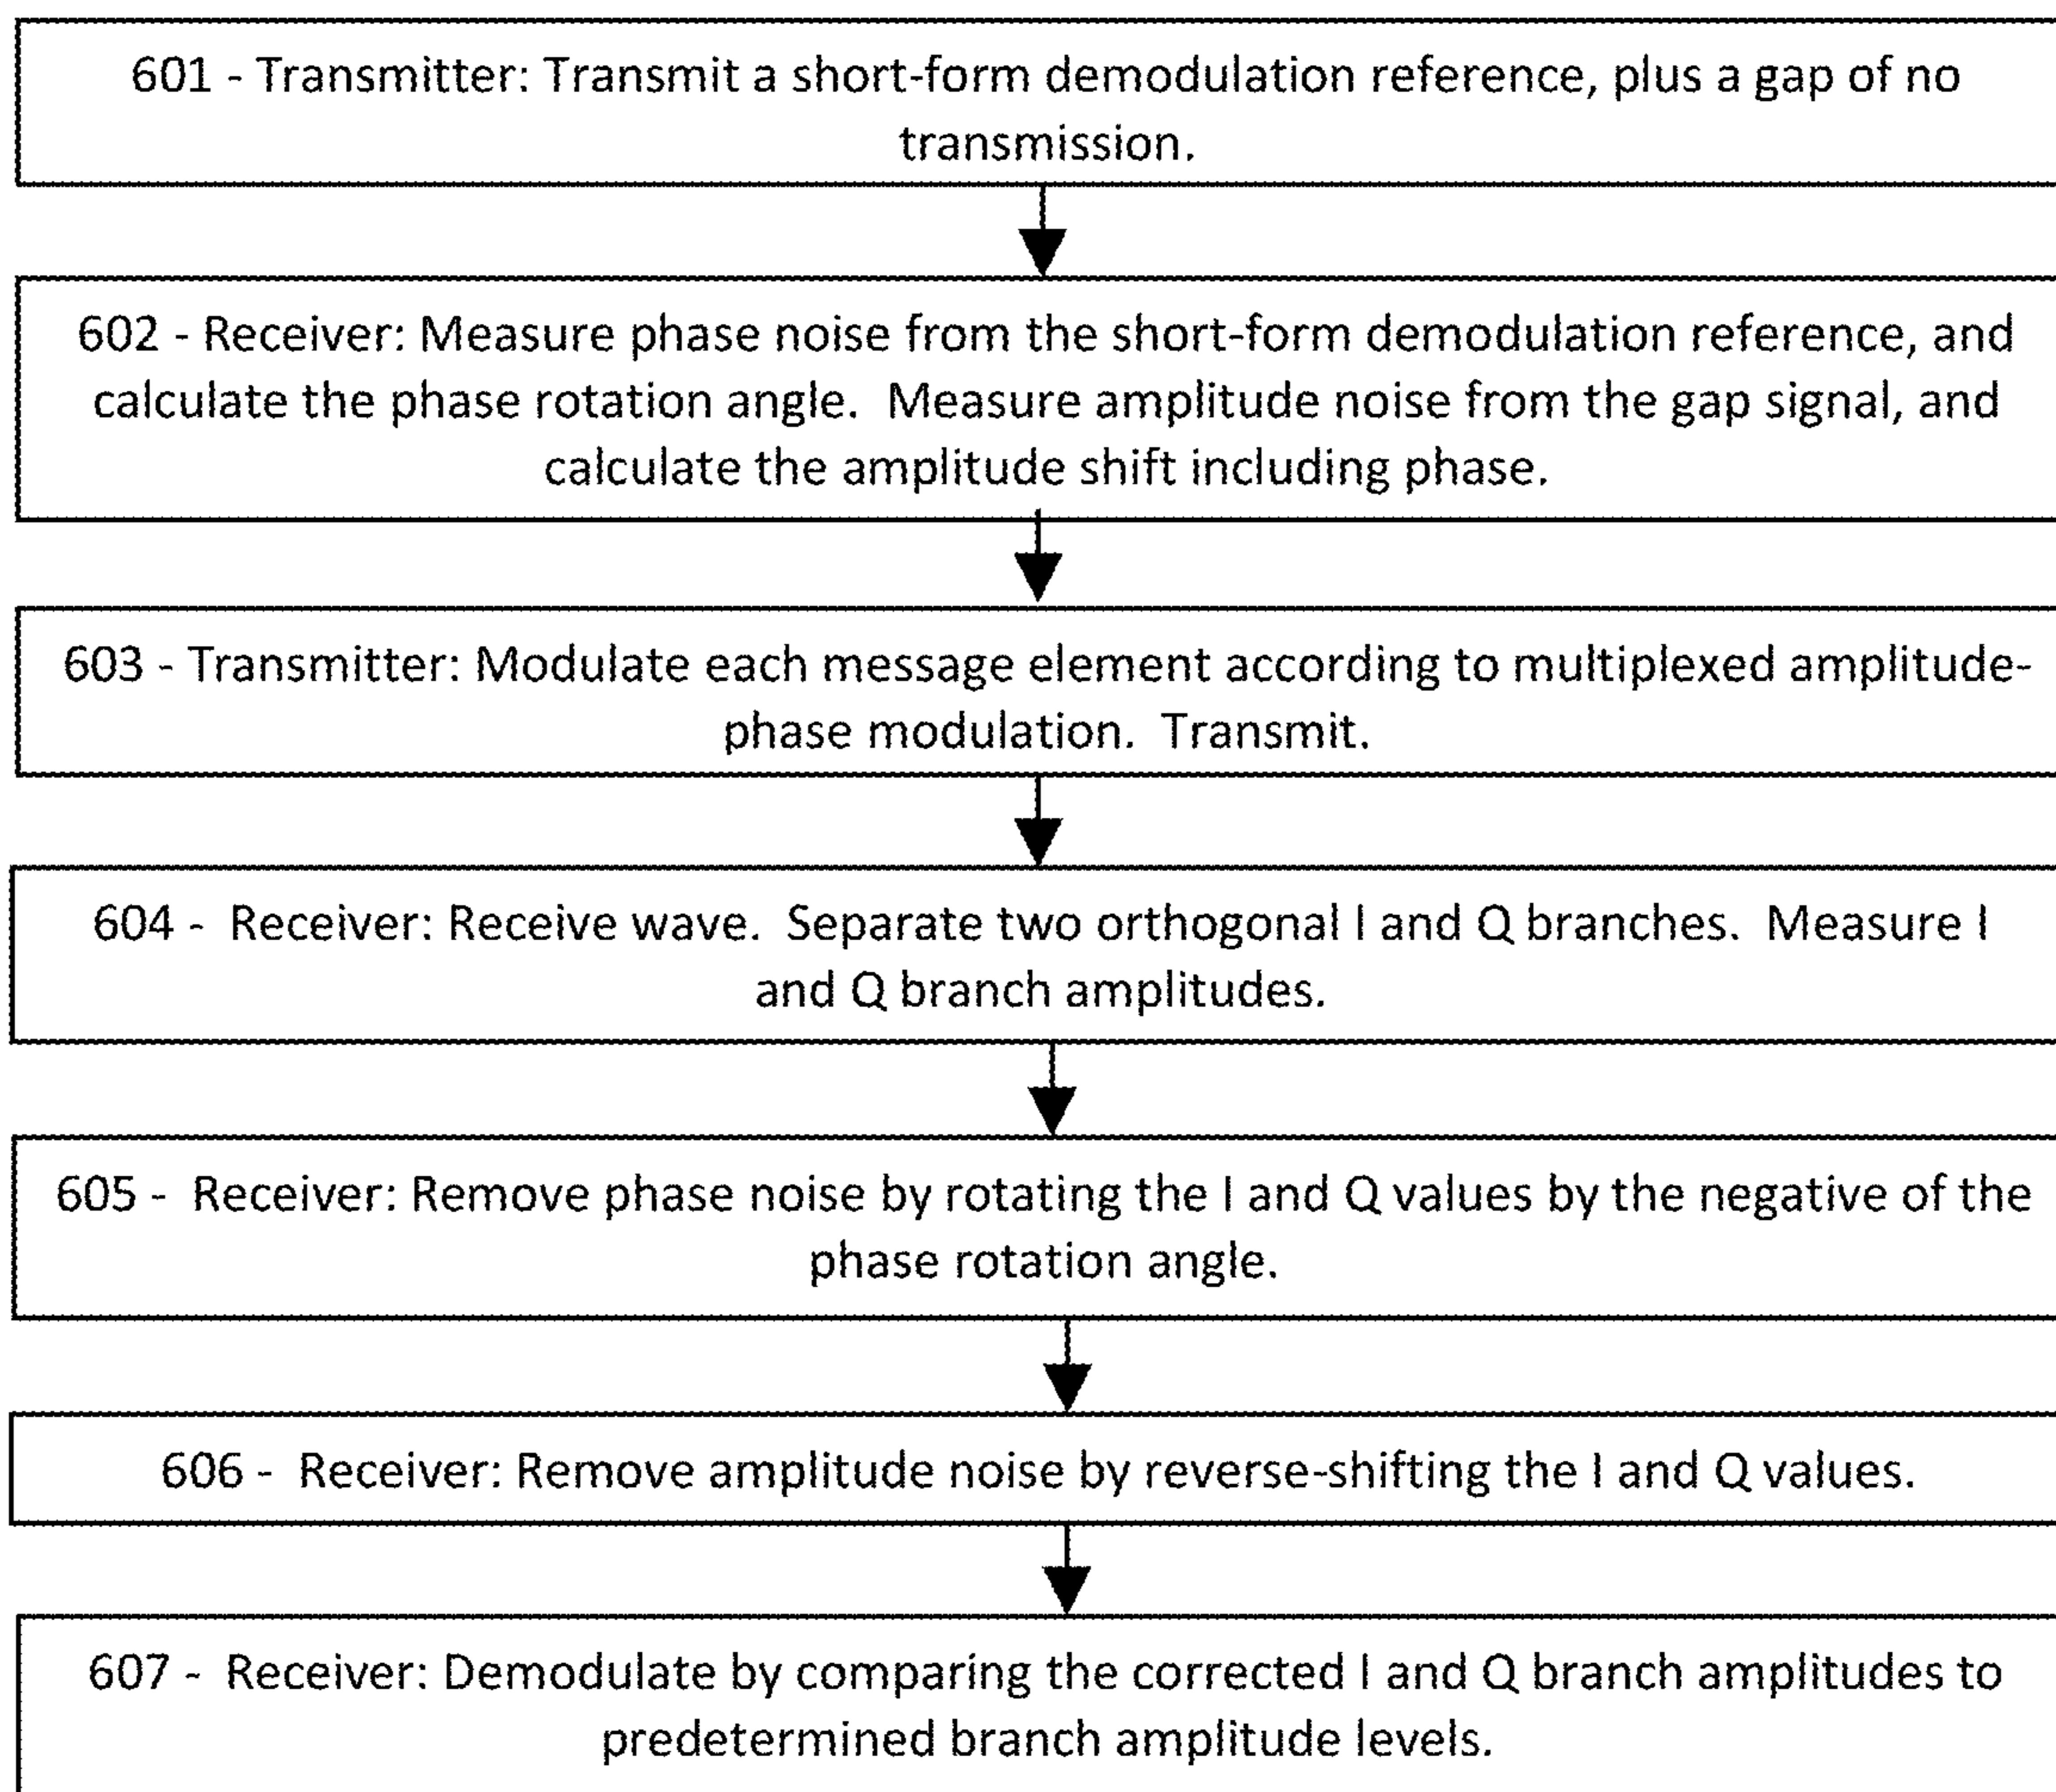 601 - Transmitter: Transmit a short-form demodulation reference, plus a gap of no
transmission.
602 - Receiver: Measure phase noise from the short-form demodulation reference, and
calculate the phase rotation angle.  Measure amplitude noise from the gap signal, and
calculate the amplitude shift including phase.
603 - Transmitter: Modulate each message element according to multiplexed amplitude-
phase modulation.  Transmit.
604 -  Receiver: Receive wave.  Separate two orthogonal I and Q branches.  Measure I
and Q branch amplitudes.
605 -  Receiver: Remove phase noise by rotating the I and Q values by the negative of the
phase rotation angle.
606 -  Receiver: Remove amplitude noise by reverse-shifting the I and Q values.
607 -  Receiver: Demodulate by comparing the corrected I and Q branch amplitudes to
predetermined branch amplitude levels.